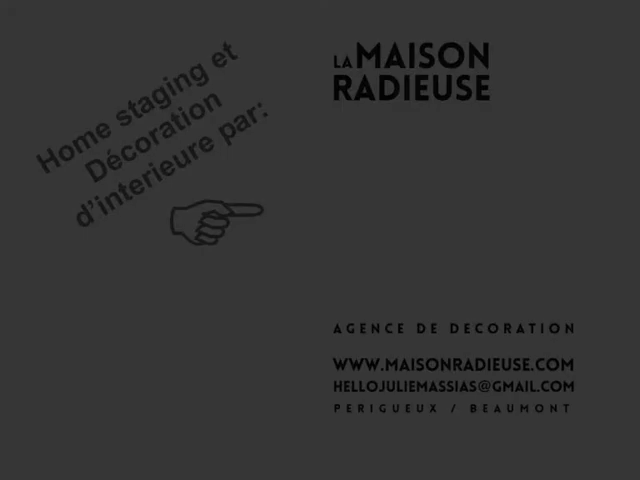 Home staging et
Décoration
d'interieure par:
LA MAISON
RADIEUSE
AGENCE DE DECORATION
WWW.MAISONRADIEUSE.COM
HELLOJULIEMASSIAS@GMAIL.COM
PERIGUEUX / BEAUMONT